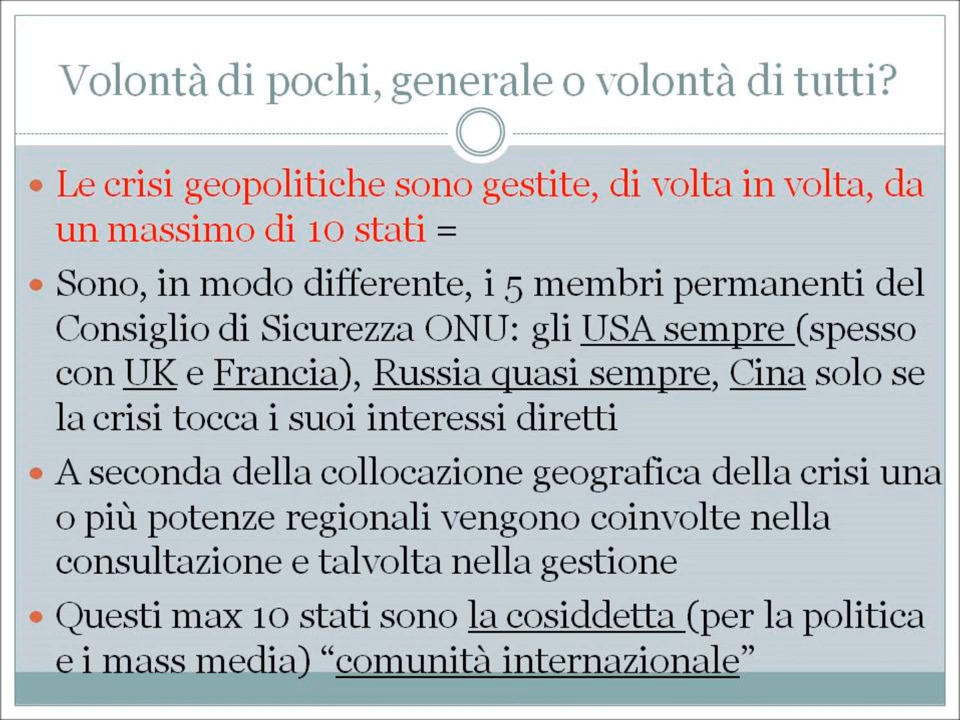 Volontà di pochi, generale o volontà di tutti?
• Le crisi geopolitiche sono gestite, di volta in volta, da
un massimo di 10 stati =
• Sono, in modo differente, i 5 membri permanenti del
Consiglio di Sicurezza ONU: gli USA sempre (spesso
con UK e Francia), Russia quasi sempre, Cina solo se
la crisi tocca i suoi interessi diretti
• A seconda della collocazione geografica della crisi una
o più potenze regionali vengono coinvolte nella
consultazione e talvolta nella gestione
• Questi max 10 stati sono la cosiddetta (per la politica
e i mass media) “comunità internazionale”